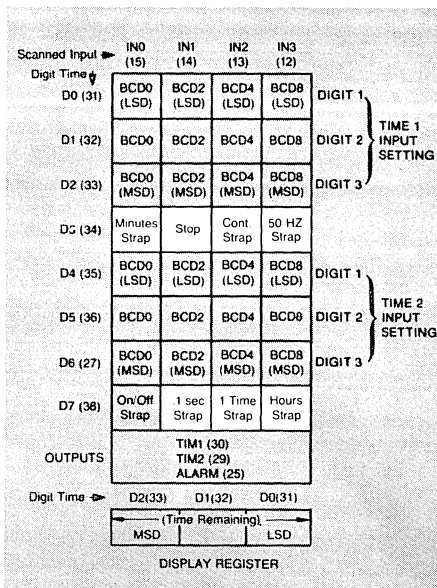 Scanned Input IN0 IN1 IN2 IN3
(15) (14) (13) (12)
Digit Time
D0 (31) BCD0 (LSD) BCD2 (LSD) BCD4 (LSD) BCD8 (LSD) DIGIT 1
D1 (32) BCD0 BCD2 BCD4 BCD8 DIGIT 2 TIME 1 INPUT SETTING
D2 (33) BCD0 (MSD) BCD2 (MSD) BCD4 (MSD) BCD8 (MSD) DIGIT 3
D3 (34) Minutes Strap Stop Cont. Strap 50 HZ Strap
D4 (35) BCD0 (LSD) BCD2 (LSD) BCD4 (LSD) BCD8 (LSD) DIGIT 1
D5 (36) BCD0 BCD2 BCD4 BCD8 DIGIT 2 TIME 2 INPUT SETTING
D6 (27) BCD0 (MSD) BCD2 (MSD) BCD4 (MSD) BCD8 (MSD) DIGIT 3
D7 (38) On/Off Strap .1 sec Strap 1 Time Strap Hours Strap
OUTPUTS TIM1 (30)
TIM2 (29)
ALARM (25)
Digit Time D2(33) D1(32) D0(31)
(Time Remaining)
MSD LSD
DISPLAY REGISTER